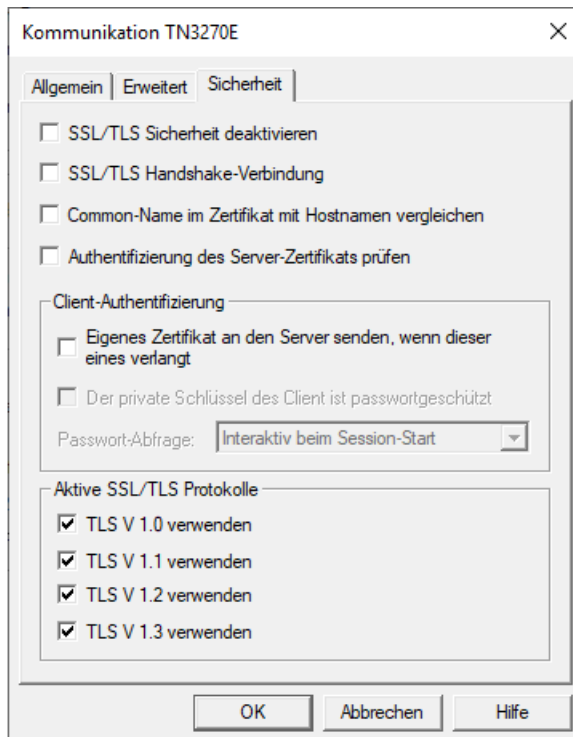 Kommunikation TN3270E
Allgemein Erweitert Sicherheit
SSL/TLS Sicherheit deaktivieren
SSL/TLS Handshake-Verbindung
Common-Name im Zertifikat mit Hostnamen vergleichen
Authentifizierung des Server-Zertifikats prüfen
Client-Authentifizierung
Eigenes Zertifikat an den Server senden, wenn dieser
eines verlangt
Der private Schlüssel des Client ist passwortgeschützt
Passwort-Abfrage: Interaktiv beim Session-Start
Aktive SSL/TLS Protokolle
TLS V 1.0 verwenden
TLS V 1.1 verwenden
TLS V 1.2 verwenden
TLS V 1.3 verwenden
OK Abbrechen Hilfe